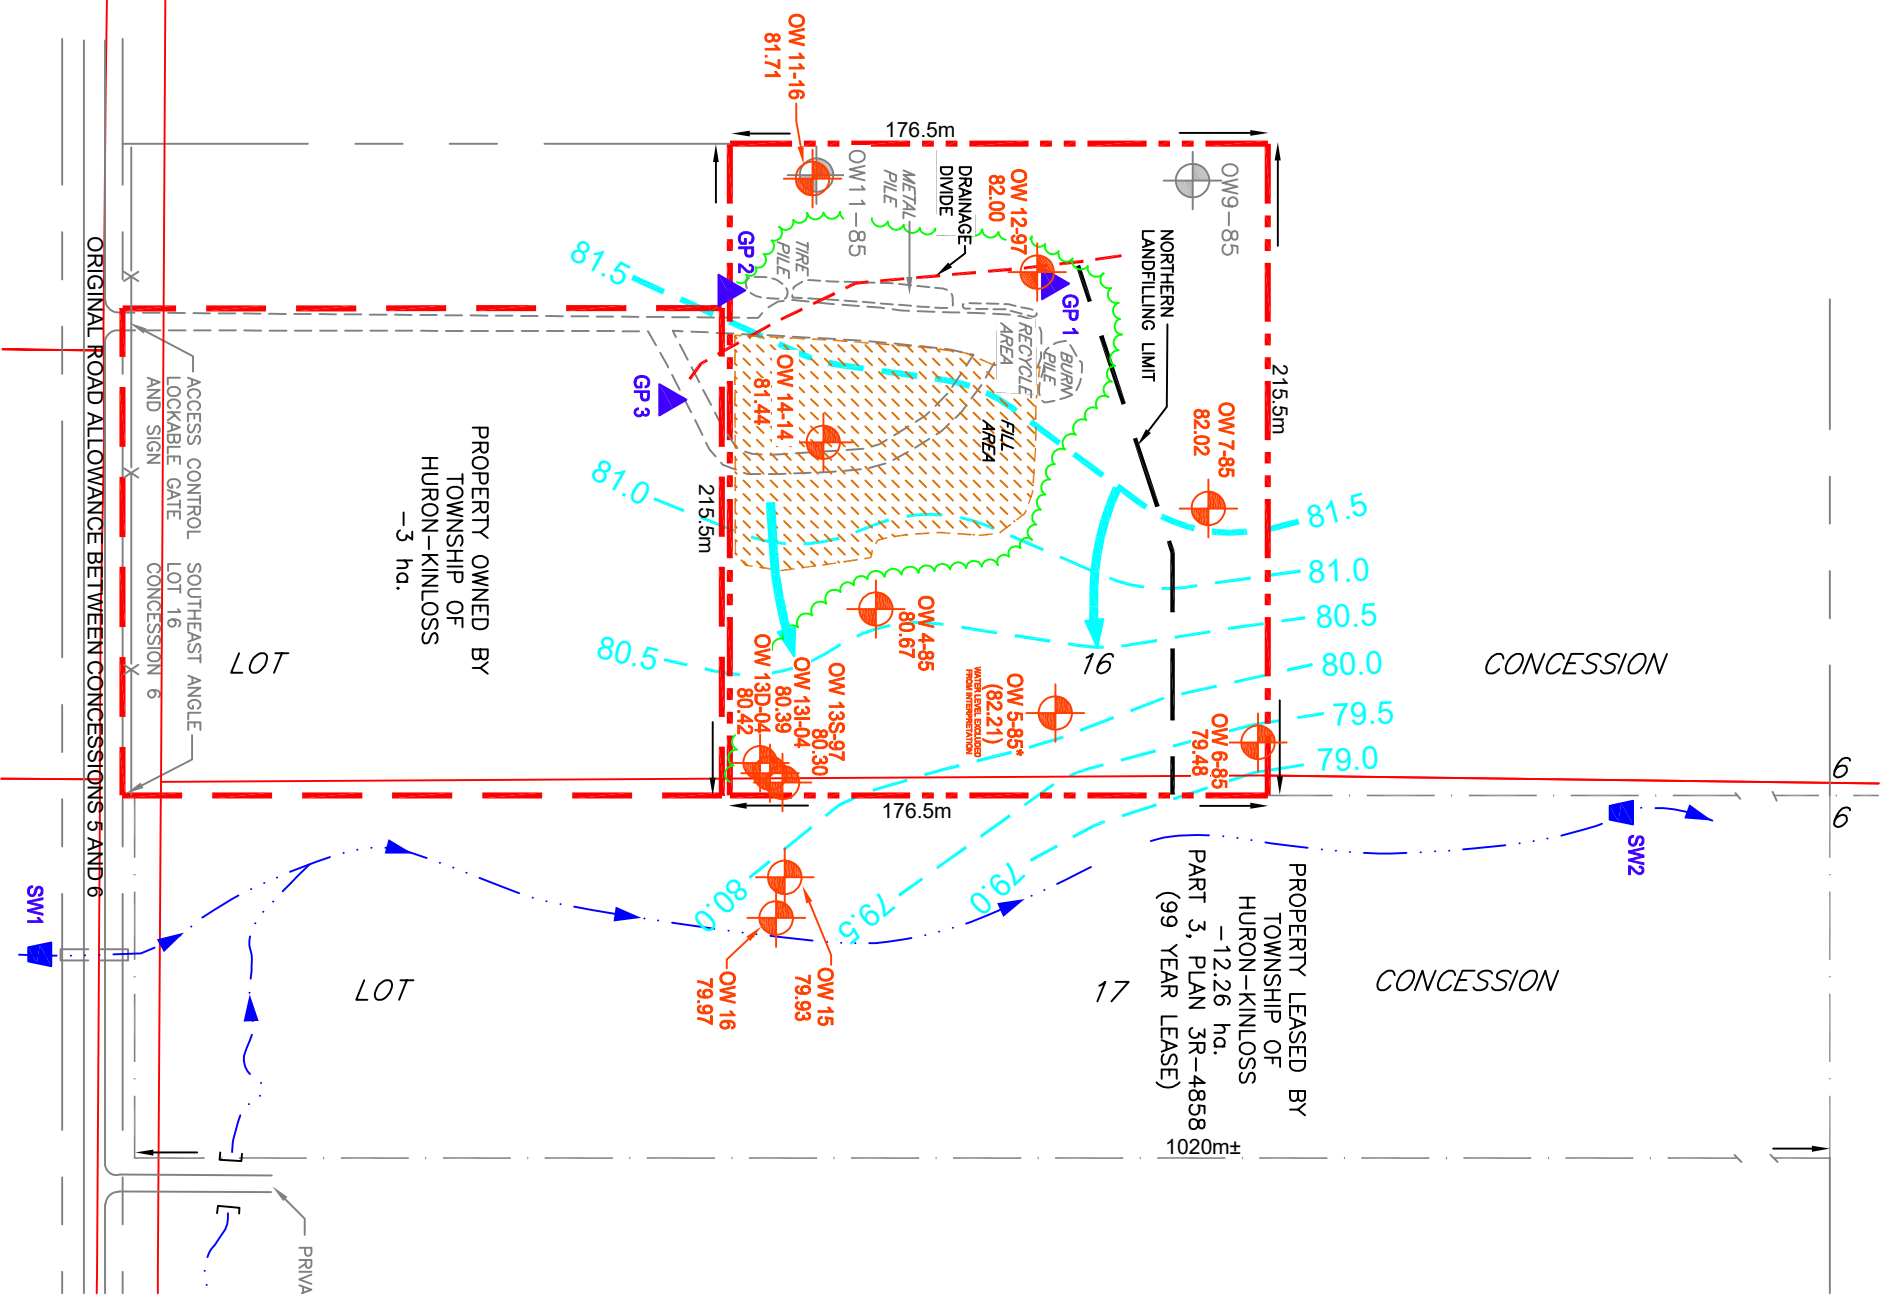 OW 11-16
81.71
176.5m
OW11-85
METAL
PILE
DRAINAGE
DIVIDE
OW 12-97
82.00
OW9-85
NORTHERN
LANDFILLING LIMIT
GP 2
TIRE
PILE
GP 1
RECYCLE
AREA
BURN
PILE
81.5
215.5m
GP 3
OW 14-14
81.44
FILL
AREA
OW 7-85
82.02
81.0
215.5m
81.5
81.0
80.5
80.0
79.5
79.0
PROPERTY OWNED BY
TOWNSHIP OF
HURON-KINLOSS
-3 ha.
ACCESS CONTROL
LOCKABLE GATE
AND SIGN
SOUTHEAST ANGLE
LOT 16
CONCESSION 6
ORIGINAL ROAD ALLOWANCE BETWEEN CONCESSIONS 5 AND 6
LOT
80.5
OW 4-85
80.67
16
CONCESSION
OW 5-85*
(82.21)
WATER LEVEL EXCLUDED
FROM INTERPRETATION
OW 6-85
79.48
OW 13S-97
80.30
OW 13I-04
80.39
OW 13D-04
80.42
176.5m
6
6
SW1
SW2
80.0
79.5
79.0
OW 15
79.93
OW 16
79.97
LOT
17
CONCESSION
PROPERTY LEASED BY
TOWNSHIP OF
HURON-KINLOSS
-12.26 ha.
PART 3, PLAN 3R-4858
(99 YEAR LEASE)
1020m±
PRIVA